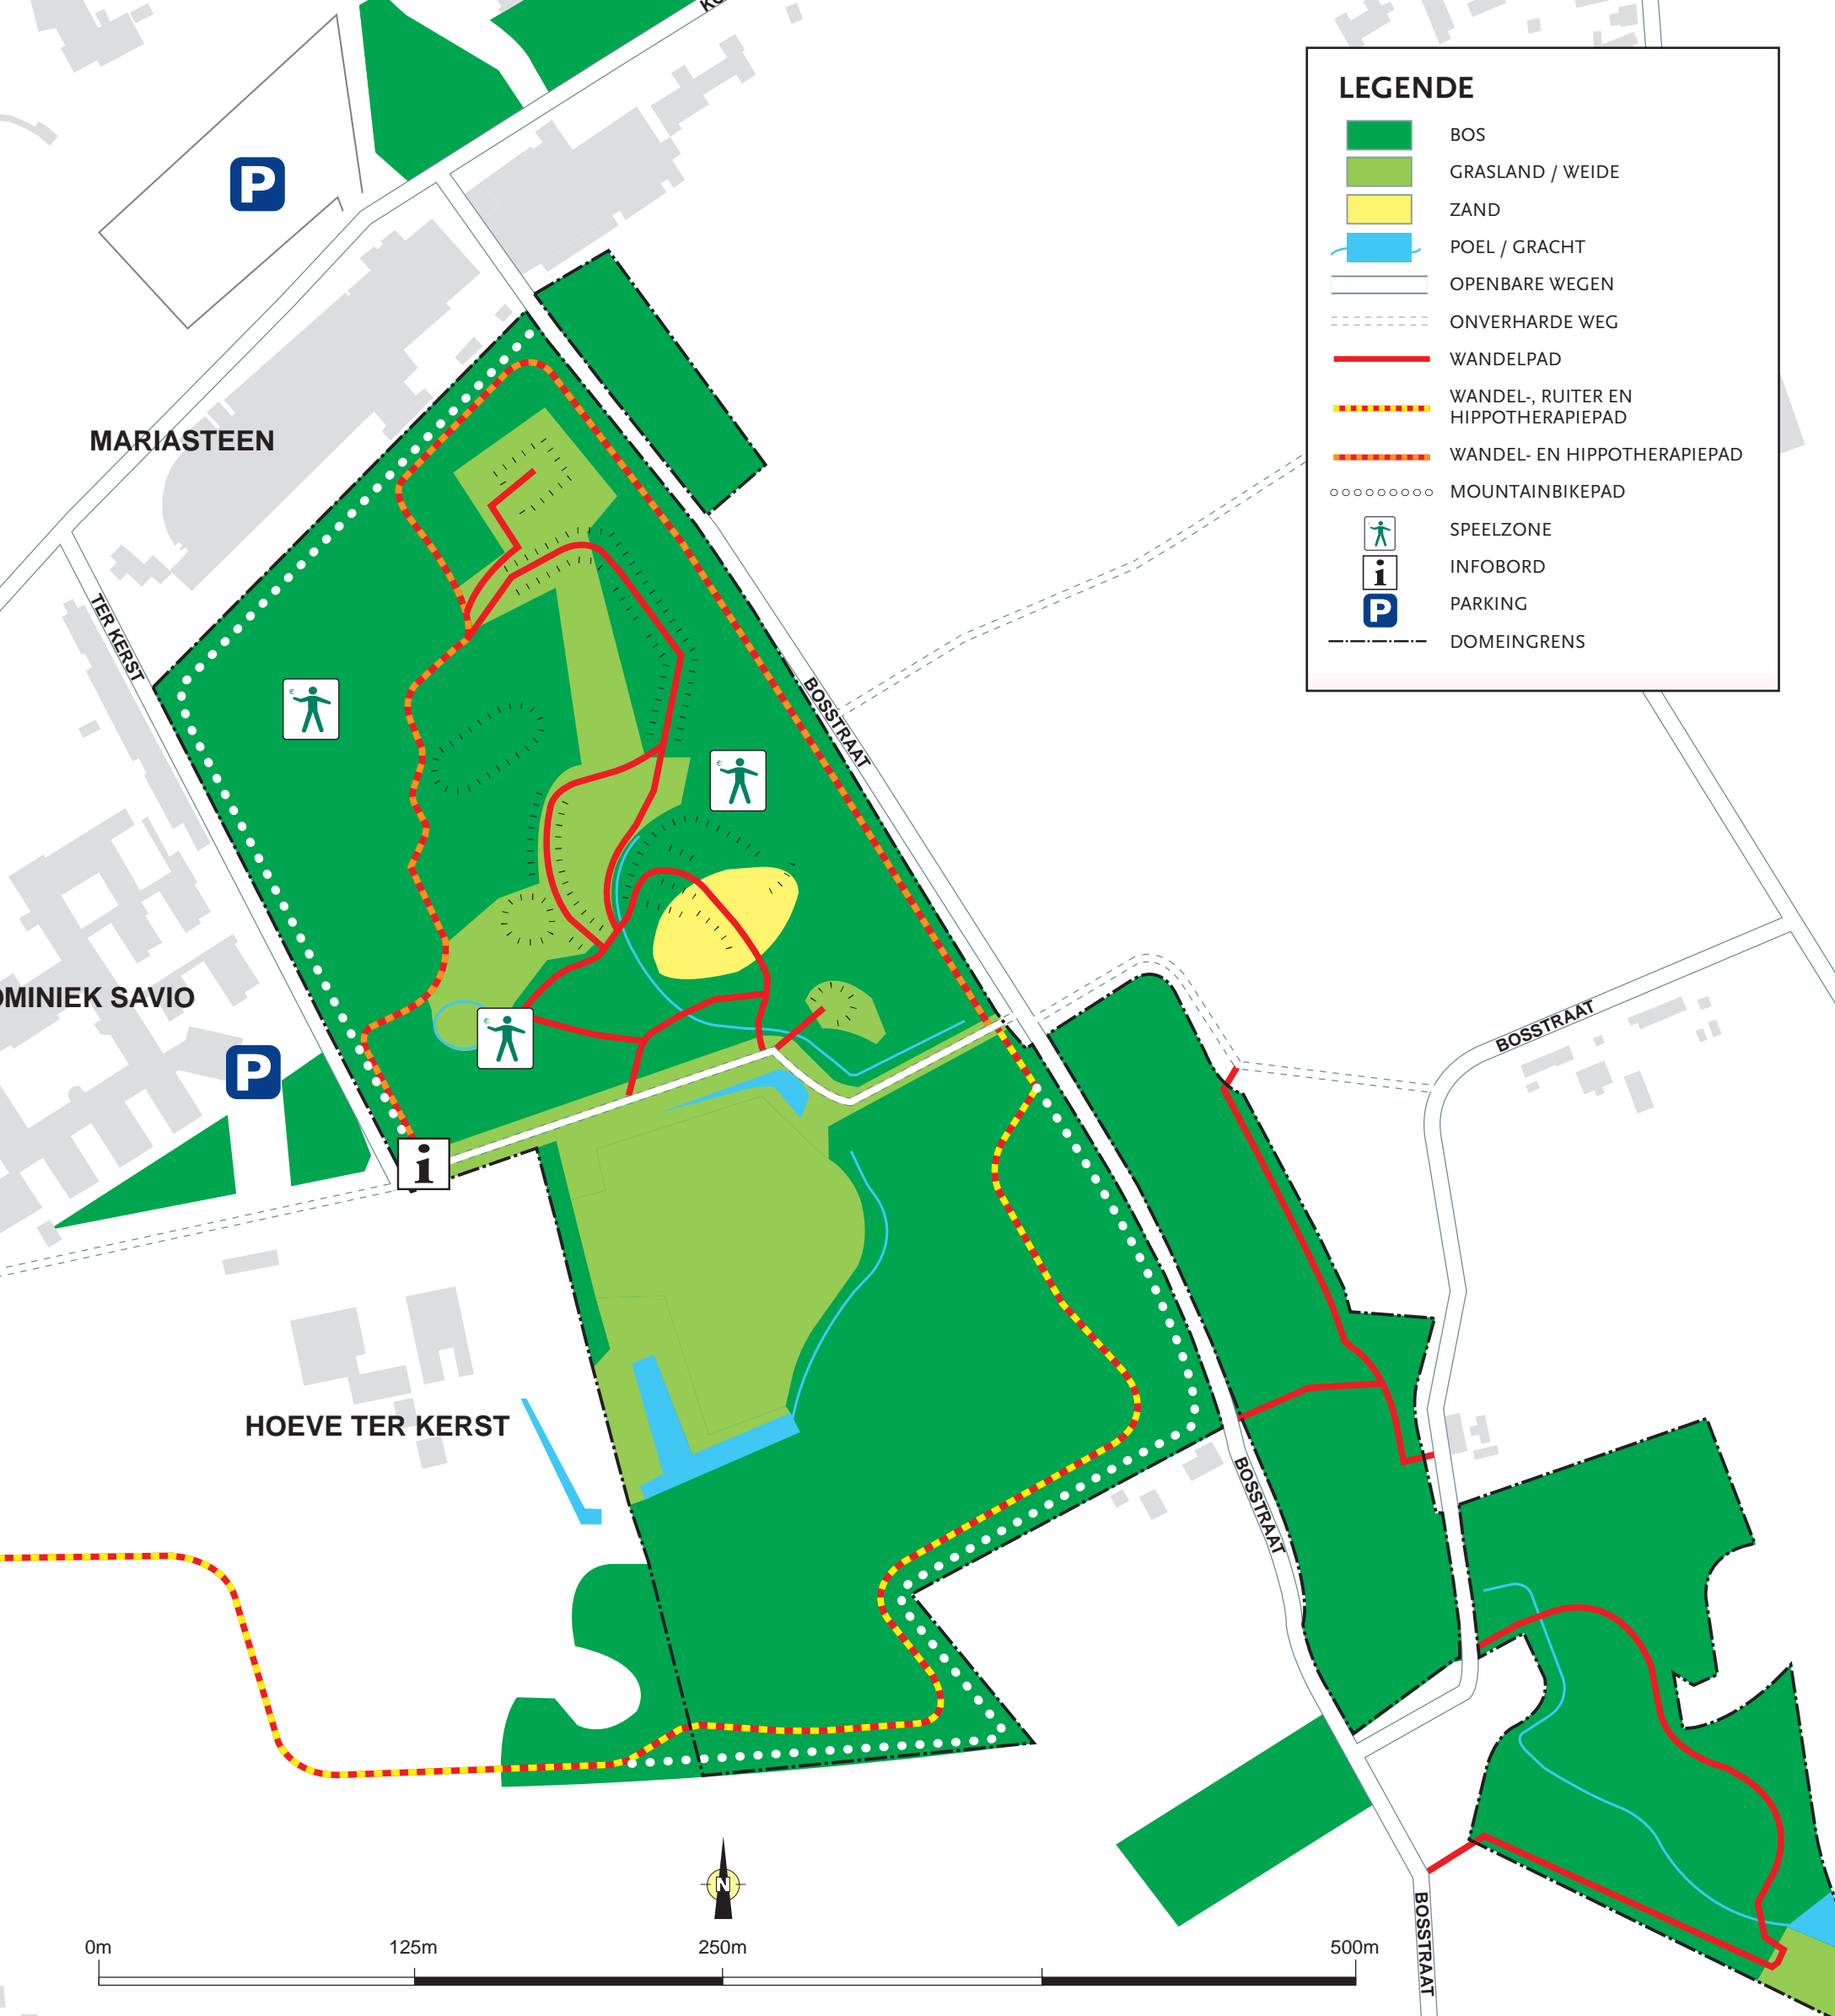 LEGENDE
BOS
GRASLAND / WEIDE
ZAND
POEL / GRACHT
OPENBARE WEGEN
ONVERHARDE WEG
WANDELPAD
WANDEL-, RUITER EN
HIPPOTHERAPIEPAD
WANDEL- EN HIPPOTHERAPIEPAD
MOUNTAINBIKEPAD
SPEELZONE
i INFOBORD
P PARKING
DOMEINGRENS
P
MARIASTEEN
TER KERST
BOSSTRAAT
OMINIEK SAVIO
BOSSTRAAT
P
i
HOEVE TER KERST
BOSSTRAAT
BOSSTRAAT
N
0m 125m 250m 500m